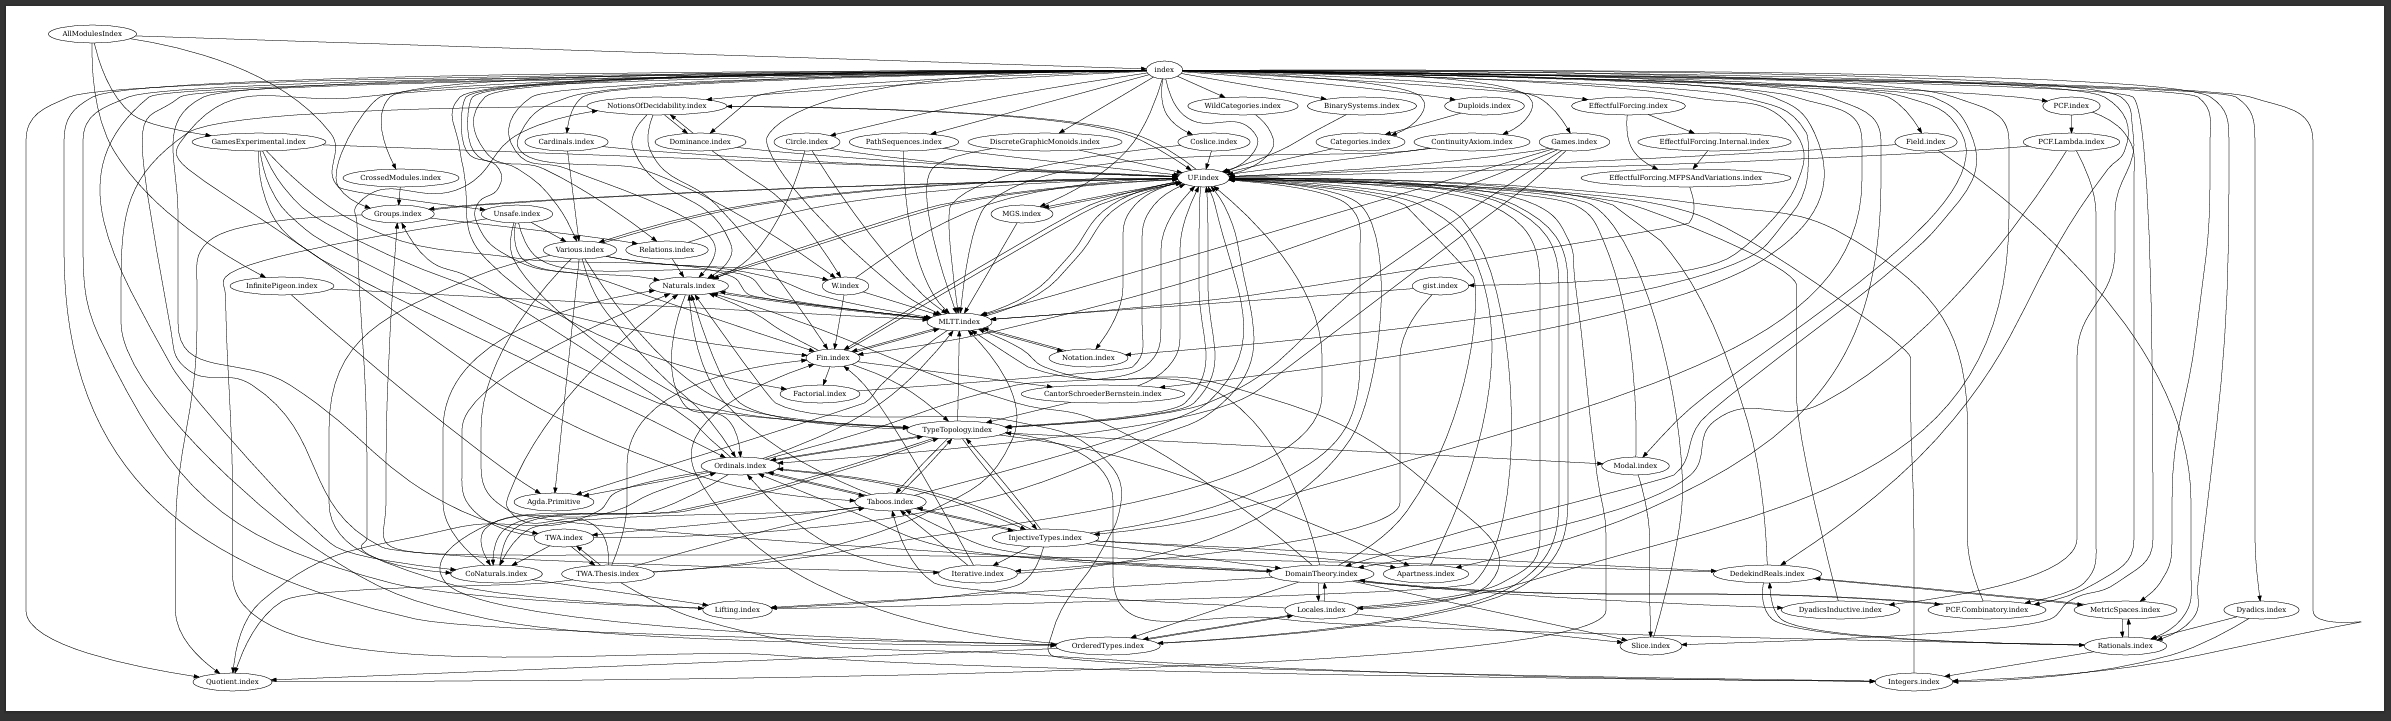 AllModulesIndex
index
NotionsOfDecidability.index
WildCategories.index
BinarySystems.index
Duploids.index
EffectfulForcing.index
PCF.index
GamesExperimental.index
Cardinals.index
Dominance.index
Circle.index
PathSequences.index
DiscreteGraphicMonoids.index
Coslice.index
Categories.index
ContinuityAxiom.index
Games.index
EffectfulForcing.Internal.index
Field.index
PCF.Lambda.index
CrossedModules.index
UF.index
EffectfulForcing.MFPSAndVariations.index
Groups.index
Unsafe.index
MGS.index
Various.index
Relations.index
InfinitePigeon.index
Naturals.index
W.index
gist.index
MLTT.index
Fin.index
Notation.index
Factorial.index
CantorSchroederBernstein.index
TypeTopology.index
Ordinals.index
Modal.index
Agda.Primitive
Taboos.index
TWA.index
InjectiveTypes.index
CoNaturals.index
TWA.Thesis.index
Iterative.index
DomainTheory.index
Apartness.index
DedekindReals.index
Lifting.index
Locales.index
DyadicsInductive.index
PCF.Combinatory.index
MetricSpaces.index
Dyadics.index
OrderedTypes.index
Slice.index
Rationals.index
Quotient.index
Integers.index